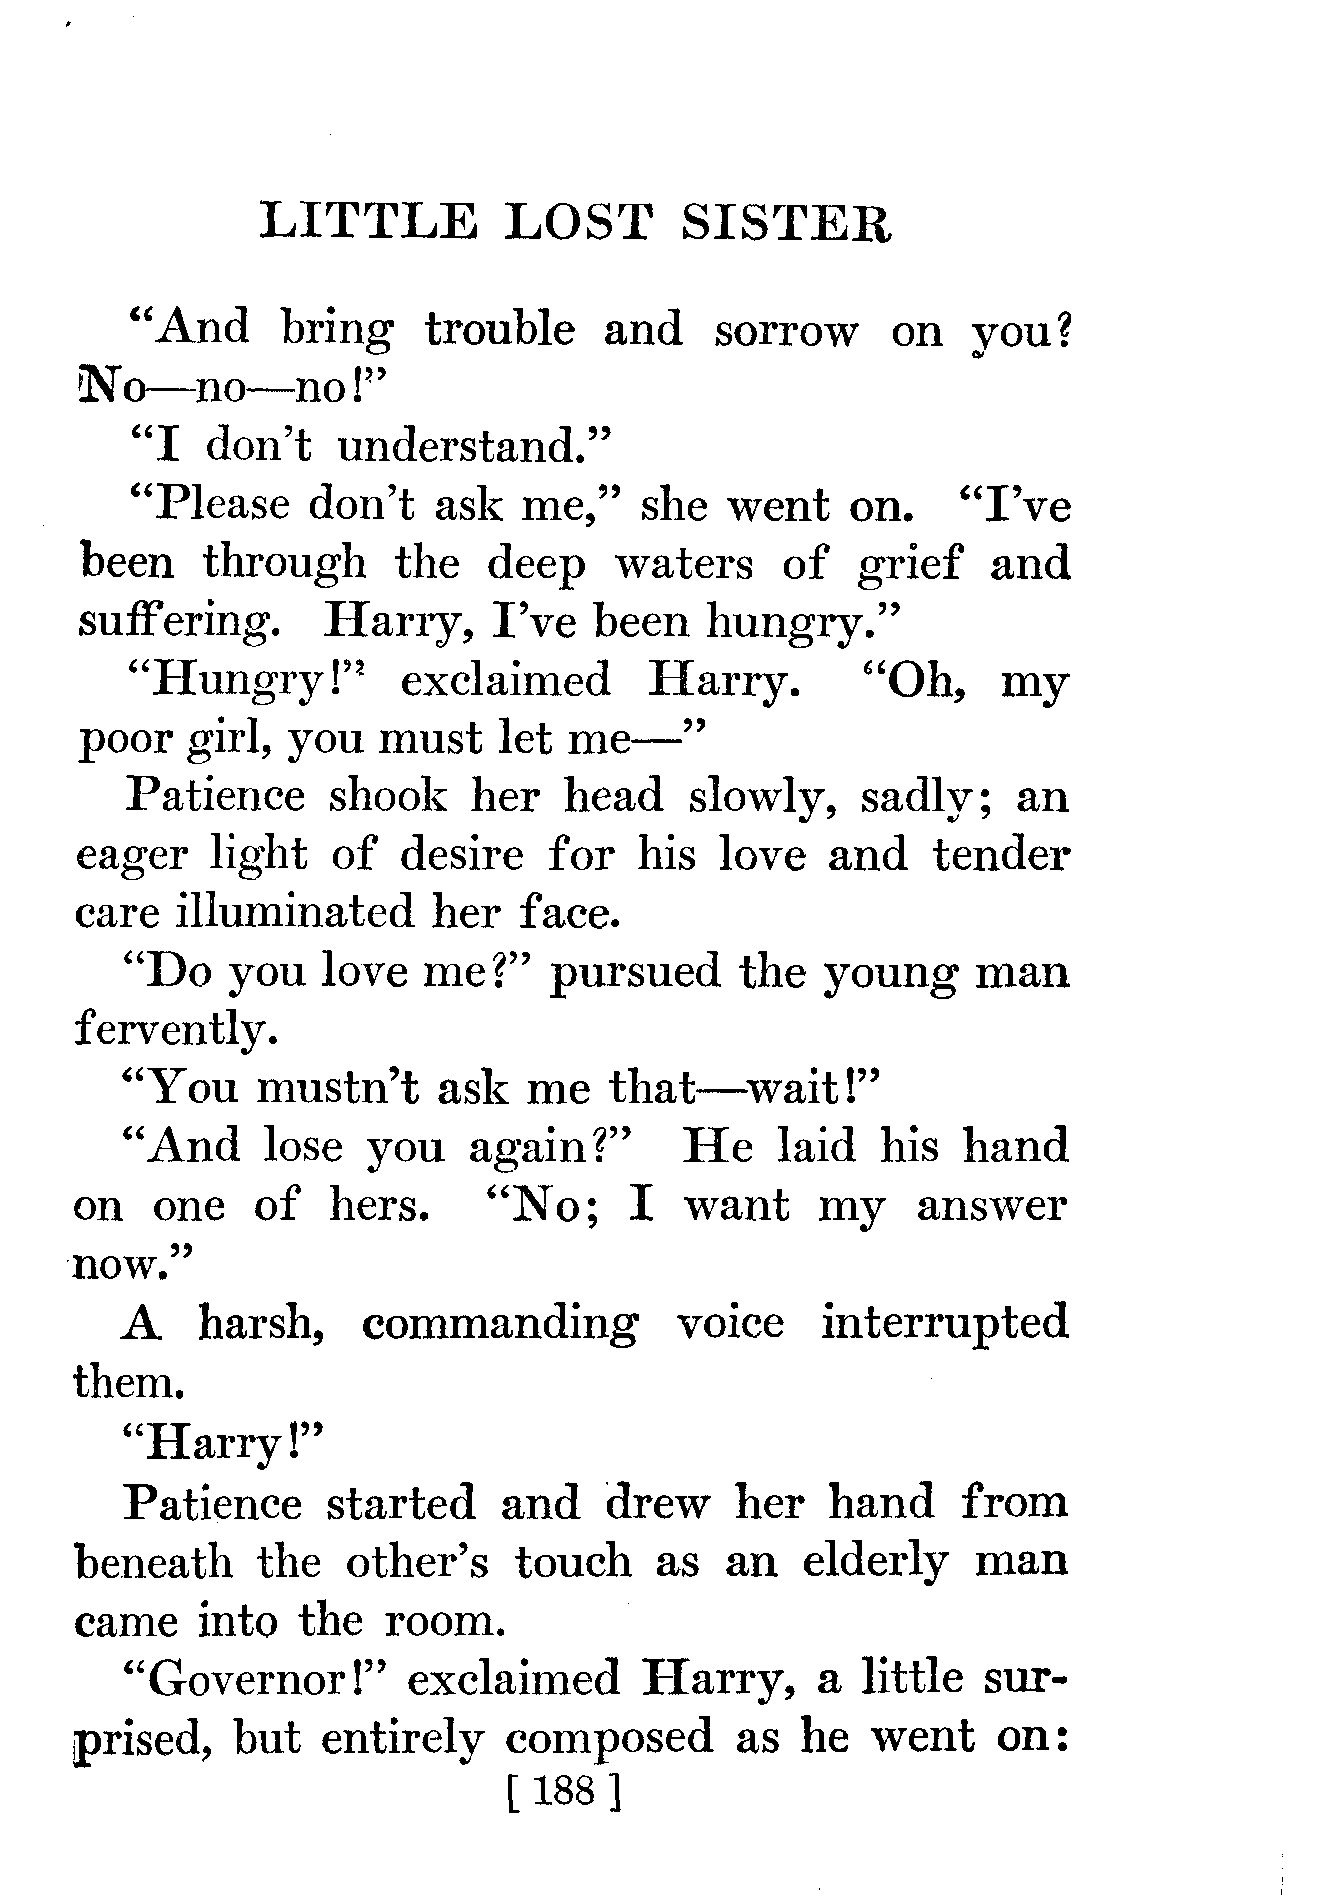 LITTLE LOST SISTER
“And bring trouble and sorrow on you?
No—no—no!”
“I don’t understand.”
“Please don’t ask me,” she went on. “I’ve
been through the deep waters of grief and
suffering. Harry, I’ve been hungry.”
“Hungry!” exclaimed Harry. “Oh, my
poor girl, you must let me—”
Patience shook her head slowly, sadly; an
eager light of desire for his love and tender
care illuminated her face.
“Do you love me?” pursued the young man
fervently.
“You mustn’t ask me that—wait!”
“And lose you again?” He laid his hand
on one of hers. “No; I want my answer
now.”
A harsh, commanding voice interrupted
them.
“Harry!”
Patience started and drew her hand from
beneath the other’s touch as an elderly man
came into the room.
“Governor!” exclaimed Harry, a little sur-
prised, but entirely composed as he went on:
[ 188 ]